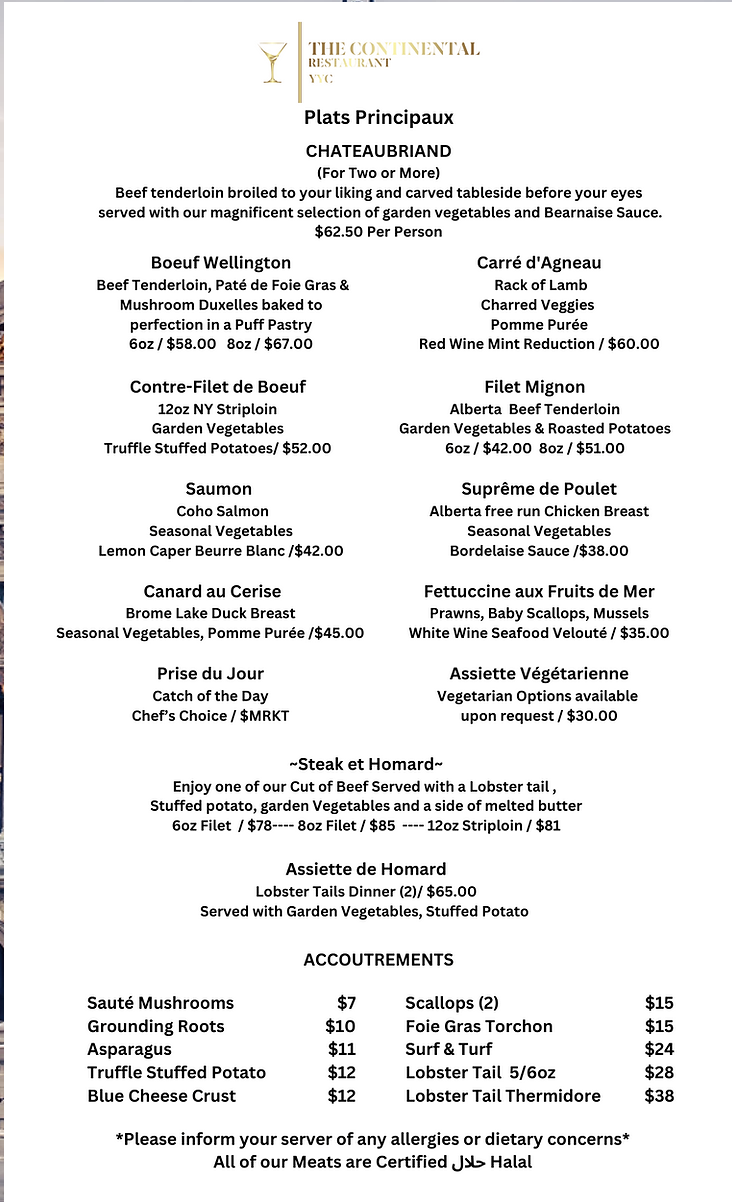 THE CONTINENTAL
RESTAURANT
YYC
Plats Principaux
CHATEAUBRIAND
(For Two or More)
Beef tenderloin broiled to your liking and carved tableside before your eyes
served with our magnificent selection of garden vegetables and Bearnaise Sauce.
$62.50 Per Person
Boeuf Wellington
Beef Tenderloin, Paté de Foie Gras &
Mushroom Duxelles baked to
perfection in a Puff Pastry
6oz / $58.00 8oz / $67.00
Carré d'Agneau
Rack of Lamb
Charred Veggies
Pomme Purée
Red Wine Mint Reduction / $60.00
Contre-Filet de Boeuf
12oz NY Striploin
Garden Vegetables
Truffle Stuffed Potatoes/ $52.00
Filet Mignon
Alberta Beef Tenderloin
Garden Vegetables & Roasted Potatoes
6oz / $42.00 8oz / $51.00
Saumon
Coho Salmon
Seasonal Vegetables
Lemon Caper Beurre Blanc /$42.00
Suprême de Poulet
Alberta free run Chicken Breast
Seasonal Vegetables
Bordelaise Sauce /$38.00
Canard au Cerise
Brome Lake Duck Breast
Seasonal Vegetables, Pomme Purée /$45.00
Fettuccine aux Fruits de Mer
Prawns, Baby Scallops, Mussels
White Wine Seafood Velouté / $35.00
Prise du Jour
Catch of the Day
Chef’s Choice / $MRKT
Assiette Végétarienne
Vegetarian Options available
upon request / $30.00
~Steak et Homard~
Enjoy one of our Cut of Beef Served with a Lobster tail ,
Stuffed potato, garden Vegetables and a side of melted butter
6oz Filet / $78---- 8oz Filet / $85 ---- 12oz Striploin / $81
Assiette de Homard
Lobster Tails Dinner (2)/ $65.00
Served with Garden Vegetables, Stuffed Potato
ACCOUTREMENTS
Sauté Mushrooms $7
Grounding Roots $10
Asparagus $11
Truffle Stuffed Potato $12
Blue Cheese Crust $12
Scallops (2) $15
Foie Gras Torchon $15
Surf & Turf $24
Lobster Tail 5/6oz $28
Lobster Tail Thermidore $38
*Please inform your server of any allergies or dietary concerns*
All of our Meats are Certified حلال Halal